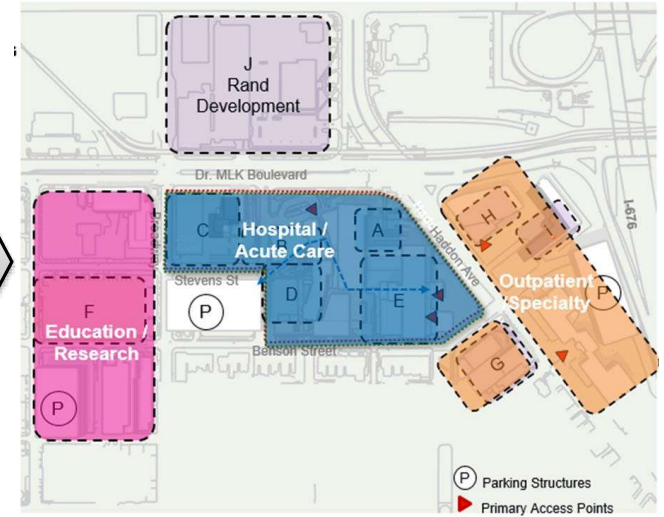 J
Rand
Development
Dr. MLK Boulevard
I-676
Haddon Ave
H
I
C
B
A
Hospital /
Acute Care
Stevens St
D
E
P
Outpatient
/Specialty
P
F
Education /
Research
Benson Street
G
P
P Parking Structures
Primary Access Points